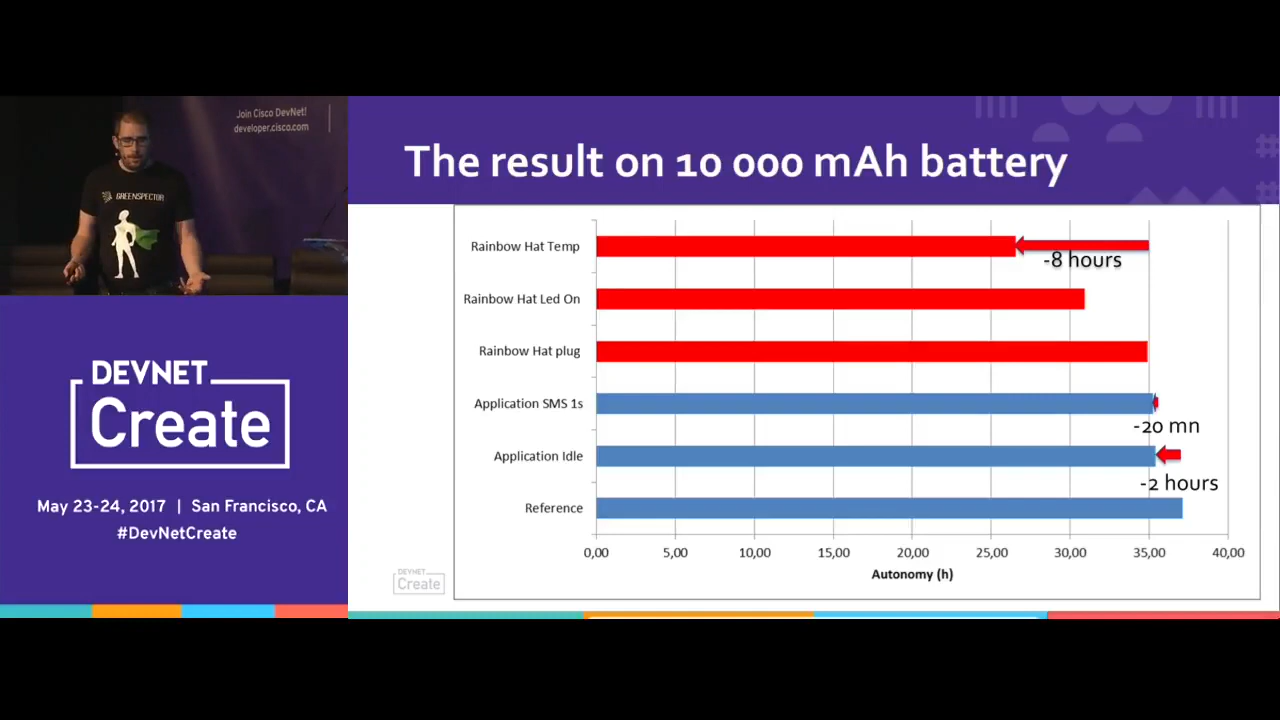 Join Cisco DevNet!
developer.cisco.com
GREENSPECTOR
DEVNET
Create
May 23-24, 2017 | San Francisco, CA
#DevNetCreate
The result on 10 000 mAh battery
Rainbow Hat Temp
-8 hours
Rainbow Hat Led On
Rainbow Hat plug
Application SMS 1s
-20 mn
Application Idle
-2 hours
Reference
0,00 5,00 10,00 15,00 20,00 25,00 30,00 35,00 40,00
Autonomy (h)
DEVNET
Create